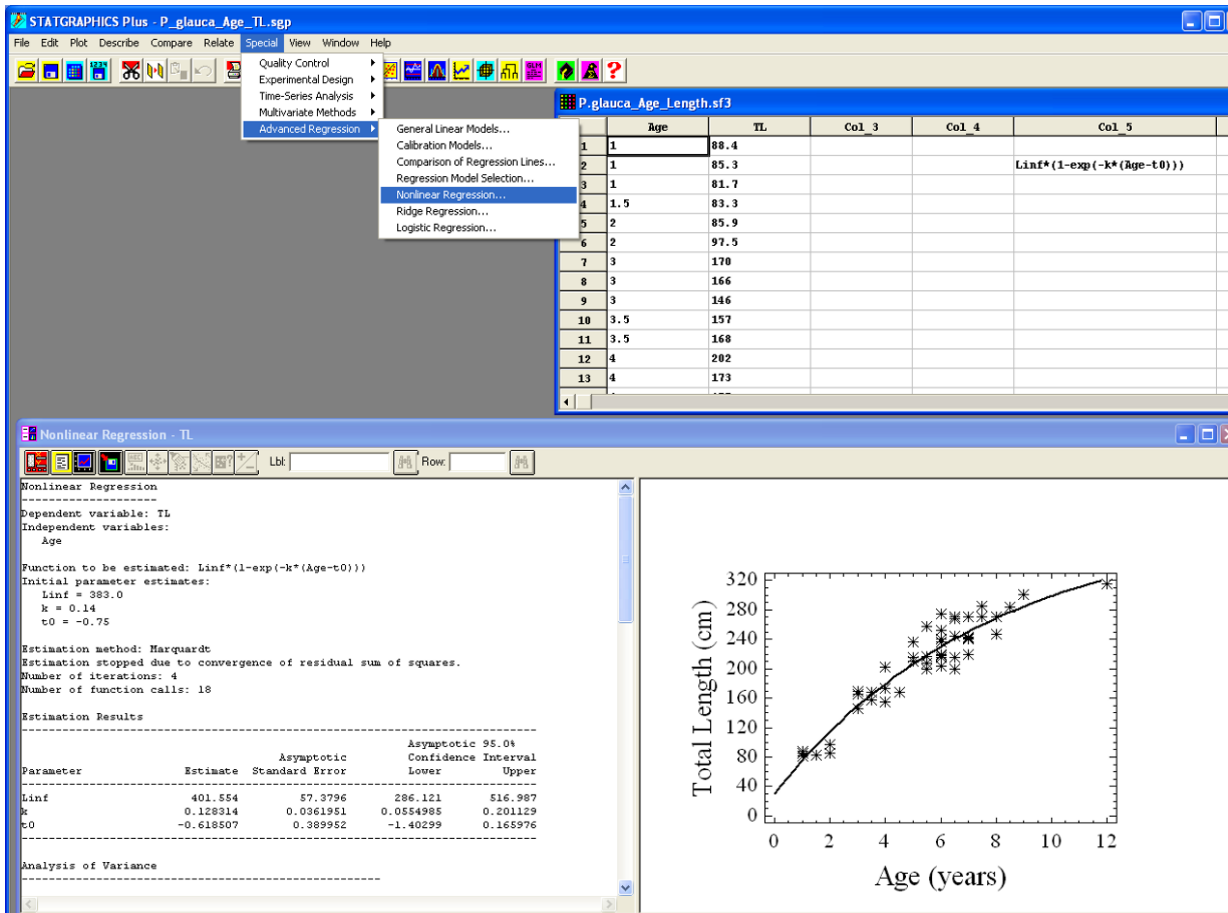 STATGRAPHICS Plus - P_glauca_Age_TL.sgp
File Edit Plot Describe Compare Relate Special View Window Help
Quality Control
Experimental Design
Time-Series Analysis
Multivariate Methods
Advanced Regression
General Linear Models...
Calibration Models...
Comparison of Regression Lines...
Regression Model Selection...
Nonlinear Regression...
Ridge Regression...
Logistic Regression...
P.glauca_Age_Length.sf3
Age TL Col_3 Col_4 Col_5
1 1 88.4
2 1 85.3 Linf*(1-exp(-k*(Age-t0)))
3 1 81.7
4 1.5 83.3
5 2 85.9
6 2 97.5
7 3 170
8 3 166
9 3 146
10 3.5 157
11 3.5 168
12 4 202
13 4 173
Nonlinear Regression - TL
Lbl: Row:
Nonlinear Regression
--------------------
Dependent variable: TL
Independent variables:
Age
Function to be estimated: Linf*(1-exp(-k*(Age-t0)))
Initial parameter estimates:
Linf = 383.0
k = 0.14
t0 = -0.75
Estimation method: Marquardt
Estimation stopped due to convergence of residual sum of squares.
Number of iterations: 4
Number of function calls: 18
Estimation Results
Asymptotic 95.0%
Asymptotic Confidence Interval
Parameter Estimate Standard Error Lower Upper
Linf 401.554 57.3796 286.121 516.987
k 0.128314 0.0361951 0.0554985 0.201129
t0 -0.618507 0.389952 -1.40299 0.165976
Analysis of Variance
Total Length (cm)
320
280
240
200
160
120
80
40
0
0 2 4 6 8 10 12
Age (years)